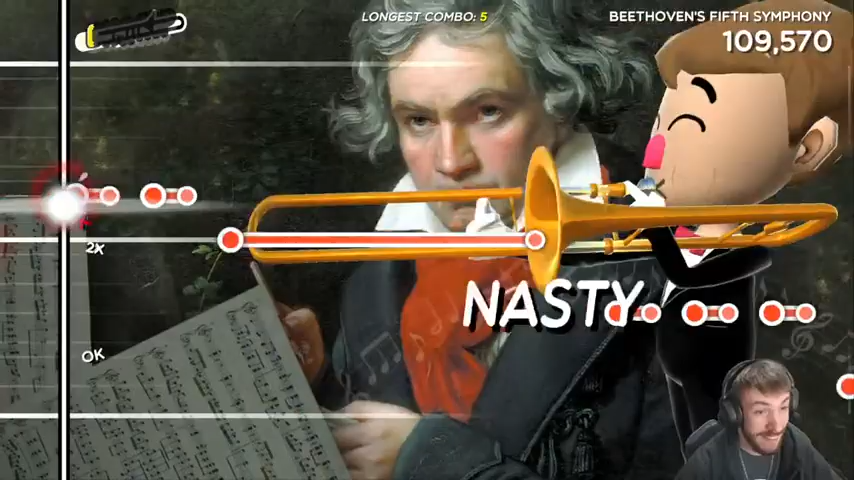 LONGEST COMBO: 5
BEETHOVEN'S FIFTH SYMPHONY
109,570
2X
NASTY
OK